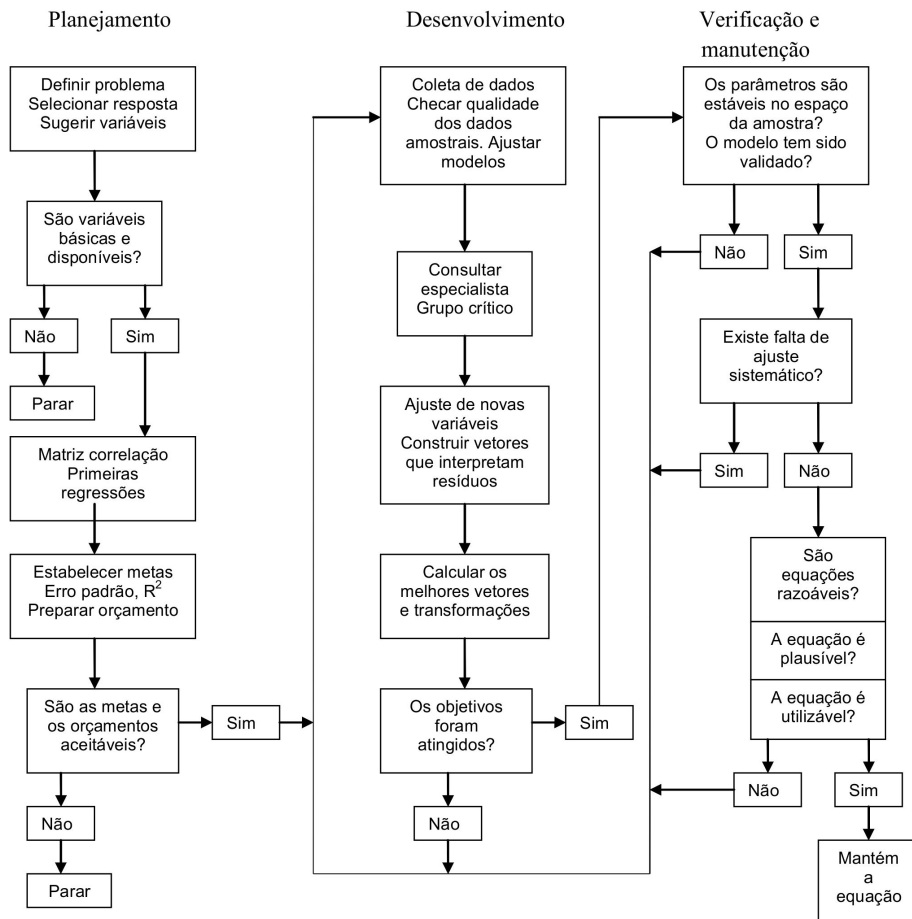 Planejamento
Definir problema
Selecionar resposta
Sugerir variáveis
São variáveis
básicas e
disponíveis?
Não
Sim
Parar
Matriz correlação
Primeiras
regressões
Estabelecer metas
Erro padrão, R²
Preparar orçamento
São as metas e
os orçamentos
aceitáveis?
Sim
Não
Parar
Desenvolvimento
Coleta de dados
Checar qualidade
dos dados
amostrais. Ajustar
modelos
Consultar
especialista
Grupo crítico
Ajuste de novas
variáveis
Construir vetores
que interpretam
resíduos
Calcular os
melhores vetores
e transformações
Os objetivos
foram
atingidos?
Sim
Não
Verificação e
manutenção
Os parâmetros são
estáveis no espaço
da amostra?
O modelo tem sido
validado?
Não
Sim
Existe falta de
ajuste
sistemático?
Sim
Não
São
equações
razoáveis?
A equação é
plausível?
A equação é
utilizável?
Não
Sim
Mantém
a
equação